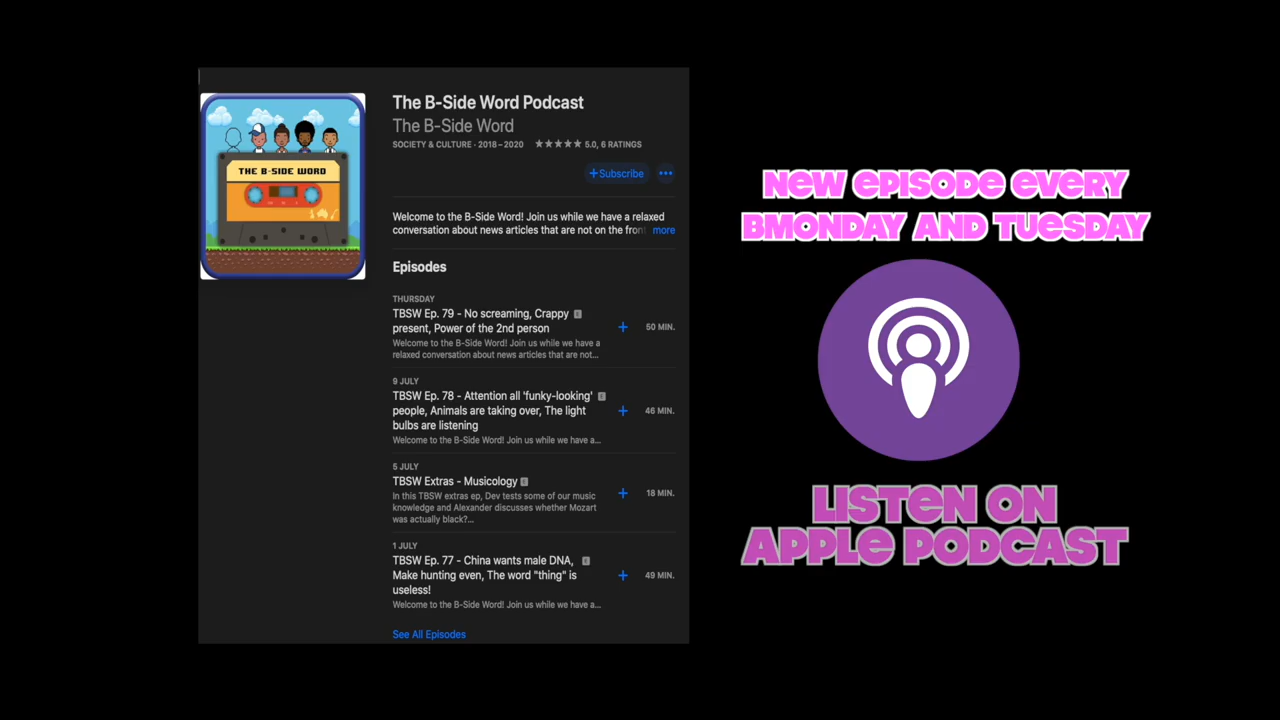 The B-Side Word Podcast
The B-Side Word
SOCIETY & CULTURE · 2018–2020 ★★★★★ 5.0, 6 RATINGS
+Subscribe
THE B-SIDE WORD
Welcome to the B-Side Word! Join us while we have a relaxed
conversation about news articles that are not on the front more
Episodes
THURSDAY
TBSW Ep. 79 - No screaming, Crappy E
present, Power of the 2nd person
Welcome to the B-Side Word! Join us while we have a
relaxed conversation about news articles that are not...
+ 50 MIN.
9 JULY
TBSW Ep. 78 - Attention all 'funky-looking' E
people, Animals are taking over, The light
bulbs are listening
Welcome to the B-Side Word! Join us while we have a...
+ 46 MIN.
5 JULY
TBSW Extras - Musicology E
In this TBSW extras ep, Dev tests some of our music
knowledge and Alexander discusses whether Mozart
was actually black?...
+ 18 MIN.
1 JULY
TBSW Ep. 77 - China wants male DNA, E
Make hunting even, The word "thing" is
useless!
Welcome to the B-Side Word! Join us while we have a...
+ 49 MIN.
See All Episodes
NEW EPISODE EVERY
BMONDAY AND TUESDAY
LISTEN ON
APPLE PODCAST